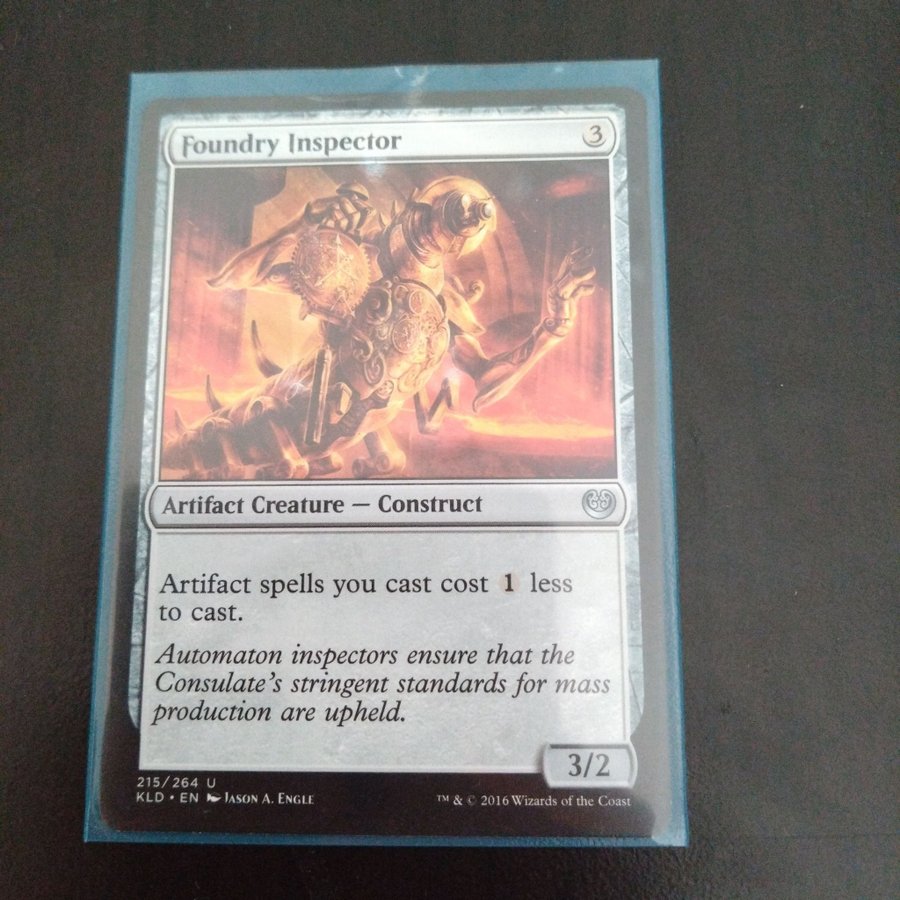 Foundry Inspector 3
Artifact Creature — Construct
Artifact spells you cast cost 1 less
to cast.
Automaton inspectors ensure that the
Consulate's stringent standards for mass
production are upheld.
3/2
215/264 U
KLD • EN Jason A. Engle ™ & © 2016 Wizards of the Coast